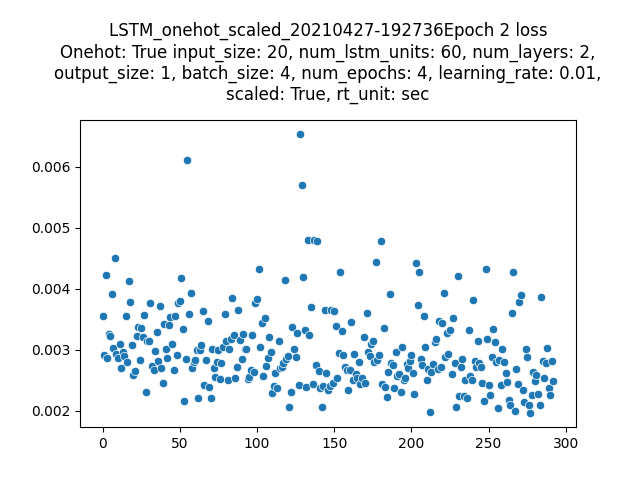 LSTM_onehot_scaled_20210427-192736Epoch 2 loss
Onehot: True input_size: 20, num_lstm_units: 60, num_layers: 2,
output_size: 1, batch_size: 4, num_epochs: 4, learning_rate: 0.01,
scaled: True, rt_unit: sec
0.006
0.005
0.004
0.003
0.002
0 50 100 150 200 250 300